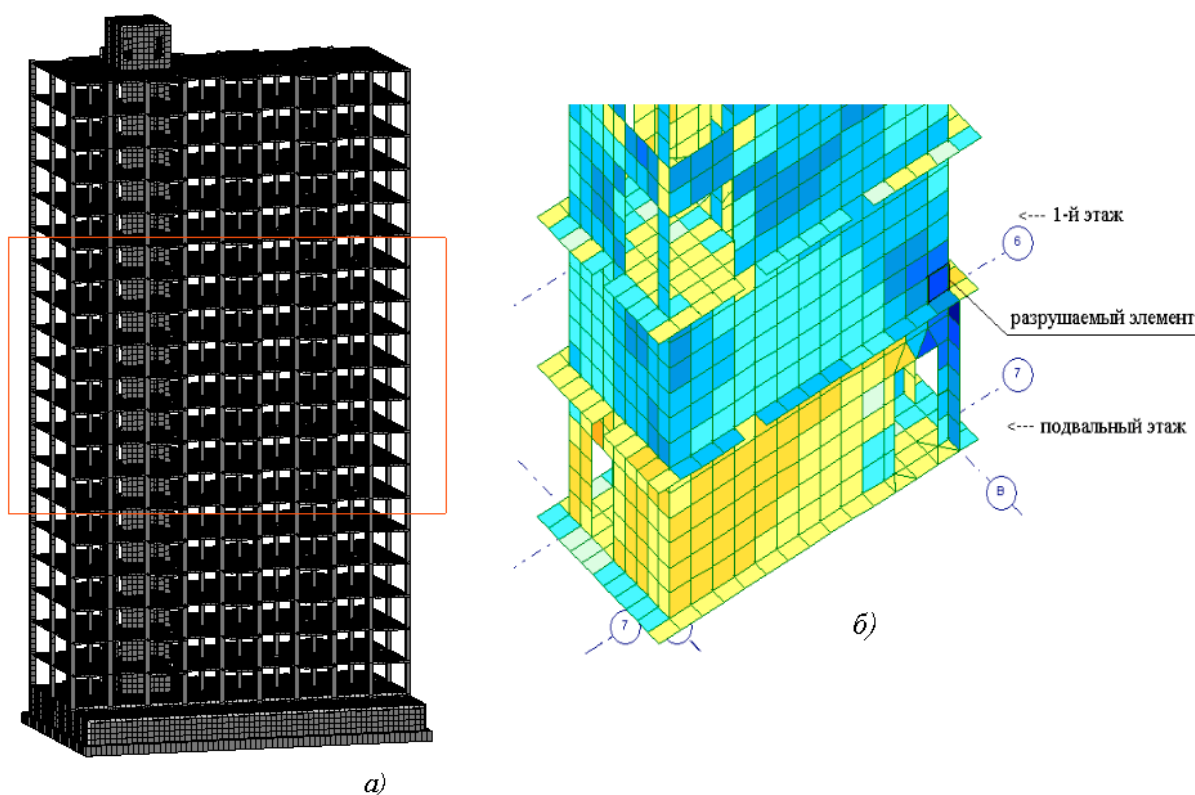 <--- 1-й этаж
6
разрушаемый элемент
7
<--- подвальный этаж
В
7
б)
а)